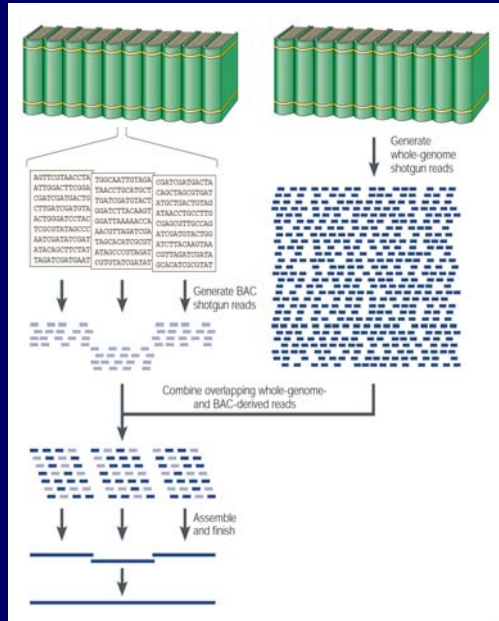 AGTTCGTAACCTA
ATTGGACTTCGGA
CGATCGATGACTG
CTTGATCGATGTA
ACTGGGATCCTAC
TCGCGTATAGCCC
AATCGATATCGAT
ATACAGCTTCTAT
TAGATCGATGAAT
TGGCAATTGTAGA
TAACCTGCATGCT
TGATCGATGTACT
GGATCTTACAAGT
GGATTAAAAACCA
AACGTTAGATCGA
TAGCACATCGCGT
ATAGCCCGTAGAT
CGTGTATCGATAT
CGATCGATGACTA
CAGCTAGCGTGAT
ATGCTGACTGTAG
ATAACCTGCCTTG
CGAGCGTTGCCAG
ATCGATGTACTGG
ATCTTACAAGTAA
CGTTAGATCGATA
GCACATCGCGTAT
Generate
whole-genome
shotgun reads
Generate BAC
shotgun reads
Combine overlapping whole-genome-
and BAC-derived reads
Assemble
and finish